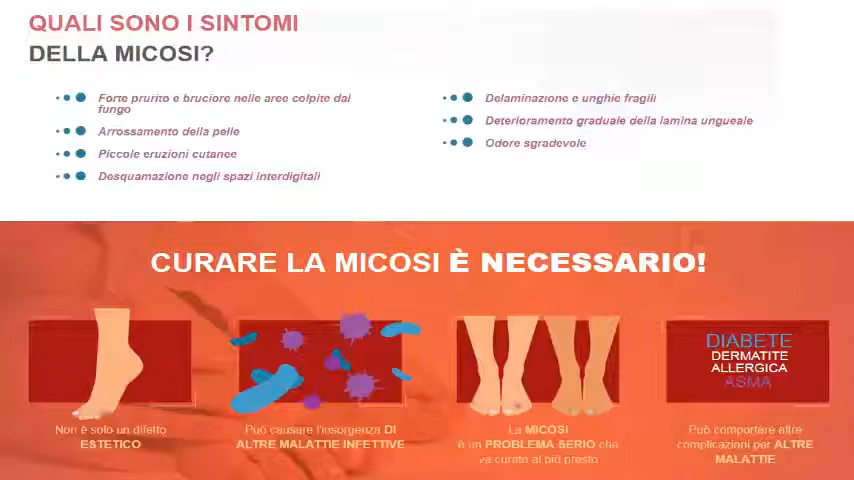 QUALI SONO I SINTOMI
DELLA MICOSI?
Forte prurito e bruciore nelle aree colpite dal
fungo
Arrossamento della pelle
Piccole eruzioni cutanee
Desquamazione negli spazi interdigitali
Delaminazione e unghie fragili
Deterioramento graduale della lamina ungueale
Odore sgradevole
CURARE LA MICOSI È NECESSARIO!
Non è solo un difetto
ESTETICO
Può causare l'insorgenza DI
ALTRE MALATTIE INFETTIVE
La MICOSI
è un PROBLEMA SERIO che
va curato al più presto
DIABETE
DERMATITE
ALLERGICA
ASMA
Può comportare altre
complicazioni per ALTRE
MALATTIE